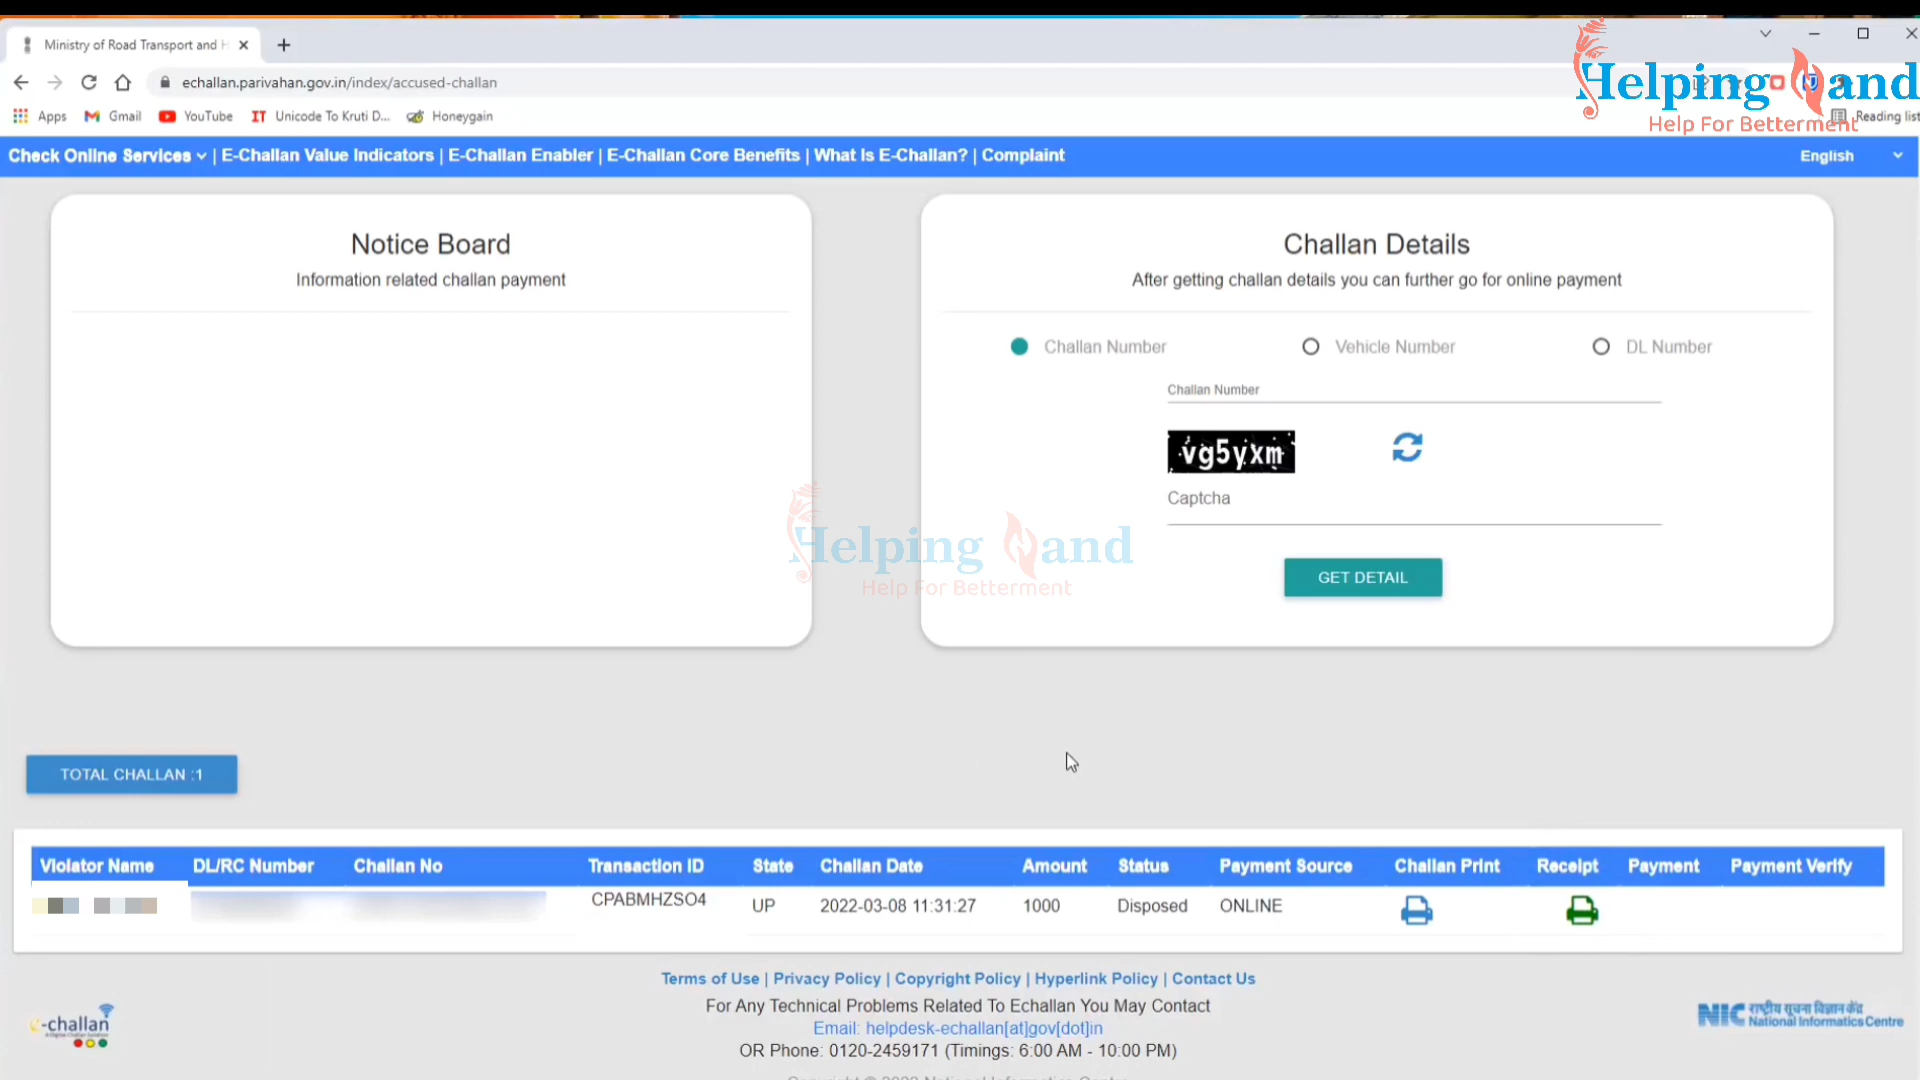 Ministry of Road Transport and H
echallan.parivahan.gov.in/index/accused-challan
Apps Gmail YouTube IT Unicode To Kruti D... Honeygain
Reading list
Helping Hand
Help For Betterment
Check Online Services | E-Challan Value Indicators | E-Challan Enabler | E-Challan Core Benefits | What Is E-Challan? | Complaint
English
Notice Board
Information related challan payment
Challan Details
After getting challan details you can further go for online payment
Challan Number Vehicle Number DL Number
Challan Number
vg5yxm
Captcha
GET DETAIL
Helping Hand
Help For Betterment
TOTAL CHALLAN :1
Violator Name DL/RC Number Challan No Transaction ID State Challan Date Amount Status Payment Source Challan Print Receipt Payment Payment Verify
CPABMHZSO4 UP 2022-03-08 11:31:27 1000 Disposed ONLINE
Terms of Use | Privacy Policy | Copyright Policy | Hyperlink Policy | Contact Us
For Any Technical Problems Related To Echallan You May Contact
Email: helpdesk-echallan[at]gov[dot]in
OR Phone: 0120-2459171 (Timings: 6:00 AM - 10:00 PM)
e-challan
NIC राष्ट्रीय सूचना विज्ञान केंद्र
National Informatics Centre